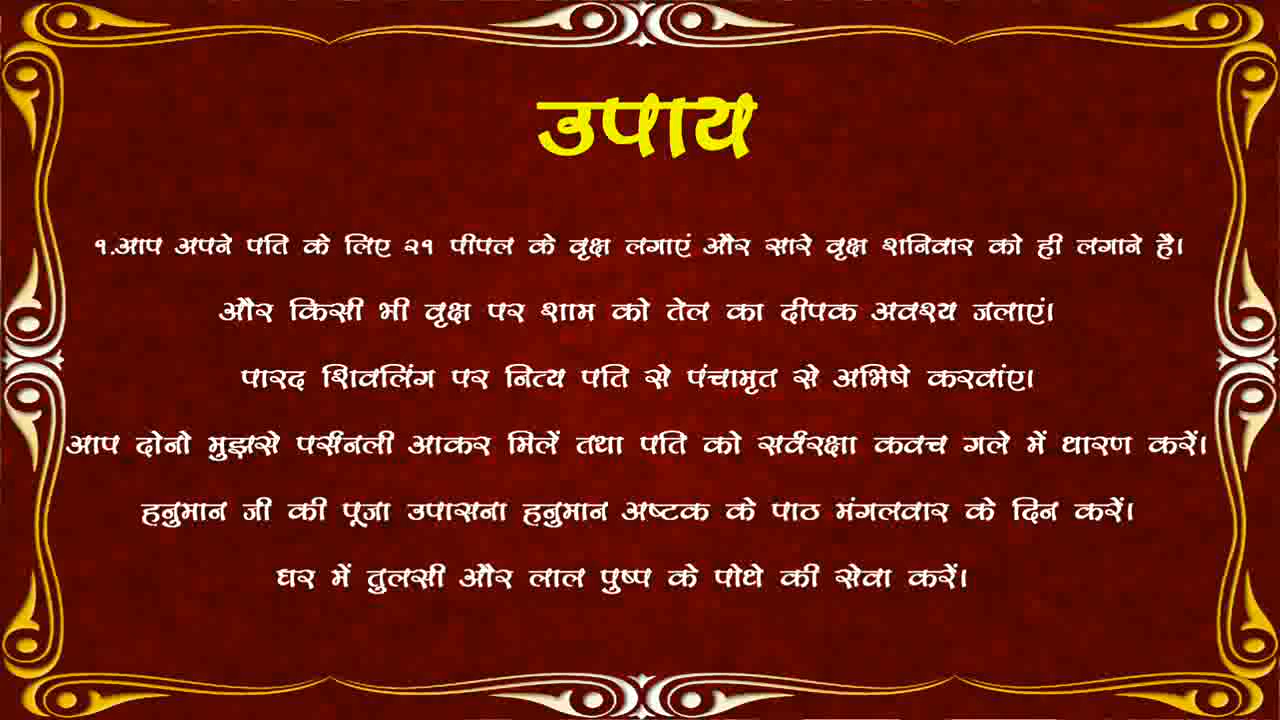 उपाय
१.आप अपने पति के लिए २१ पीपल के वृक्ष लगाएं और सारे वृक्ष शनिवार को ही लगाने है।
और किसी भी वृक्ष पर शाम को तेल का दीपक अवश्य जलाएं।
पारद शिवलिंग पर नित्य पति से पंचामृत से अभिषे करवांए।
आप दोनो मुझसे पर्सनली आकर मिलें तथा पति को सर्वरक्षा कवच गले में धारण करें।
हनुमान जी की पूजा उपासना हनुमान अष्टक के पाठ मंगलवार के दिन करें।
घर में तुलसी और लाल पुष्प के पोधे की सेवा करें।